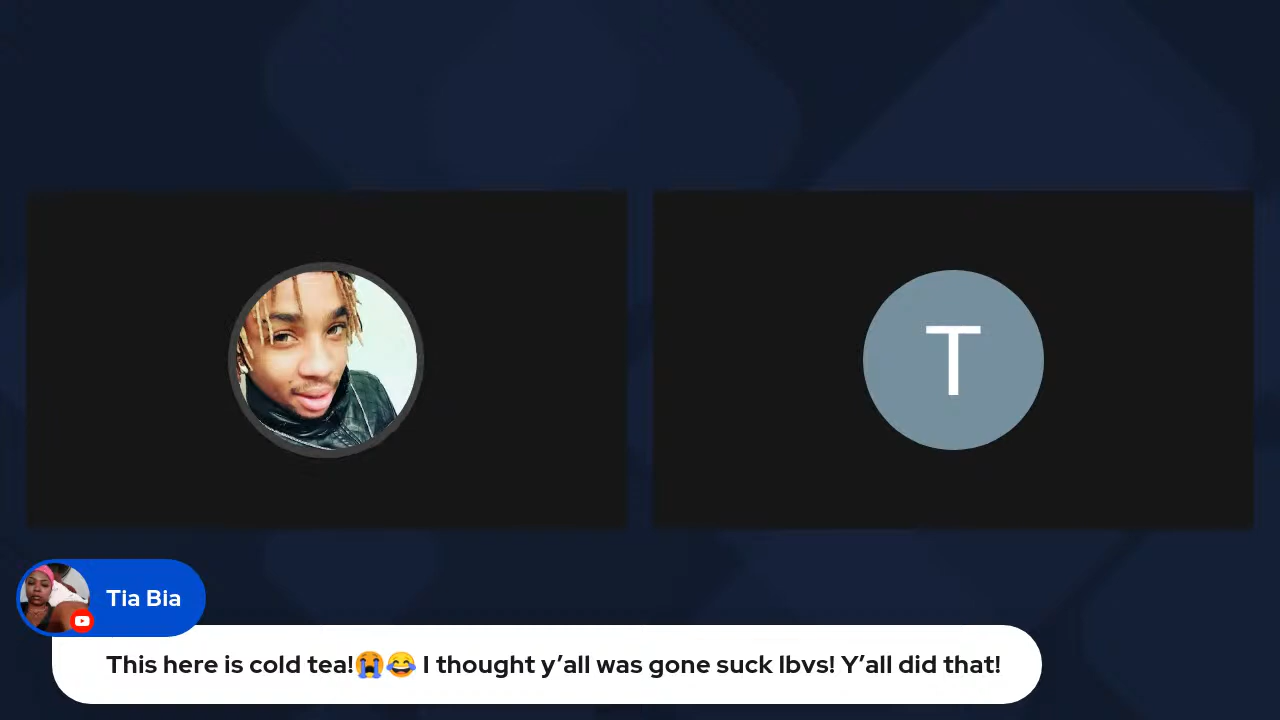 T
Tia Bia
This here is cold tea!😭😂 I thought y’all was gone suck lbvs! Y’all did that!